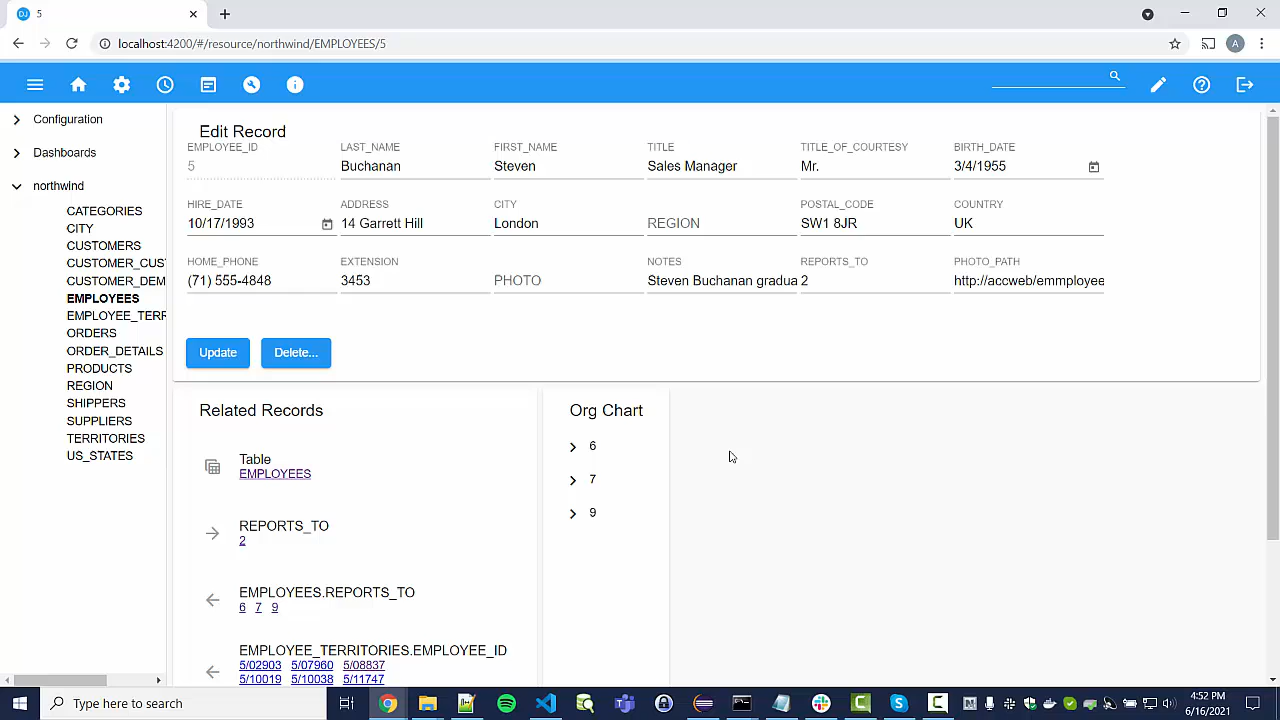 DJ 5
localhost:4200/#/resource/northwind/EMPLOYEES/5
A
Configuration
Dashboards
northwind
CATEGORIES
CITY
CUSTOMERS
CUSTOMER_CUS
CUSTOMER_DEM
EMPLOYEES
EMPLOYEE_TERR
ORDERS
ORDER_DETAILS
PRODUCTS
REGION
SHIPPERS
SUPPLIERS
TERRITORIES
US_STATES
Edit Record
EMPLOYEE_ID LAST_NAME FIRST_NAME TITLE TITLE_OF_COURTESY BIRTH_DATE
5 Buchanan Steven Sales Manager Mr. 3/4/1955
HIRE_DATE ADDRESS CITY POSTAL_CODE COUNTRY
10/17/1993 14 Garrett Hill London REGION SW1 8JR UK
HOME_PHONE EXTENSION NOTES REPORTS_TO PHOTO_PATH
(71) 555-4848 3453 PHOTO Steven Buchanan gradua 2 http://accweb/emmployee
Update Delete...
Related Records
Table
EMPLOYEES
REPORTS_TO
2
EMPLOYEES.REPORTS_TO
6 7 9
EMPLOYEE_TERRITORIES.EMPLOYEE_ID
5/02903 5/07960 5/08837
5/10019 5/10038 5/11747
Org Chart
6
7
9
Type here to search
4:52 PM
6/16/2021